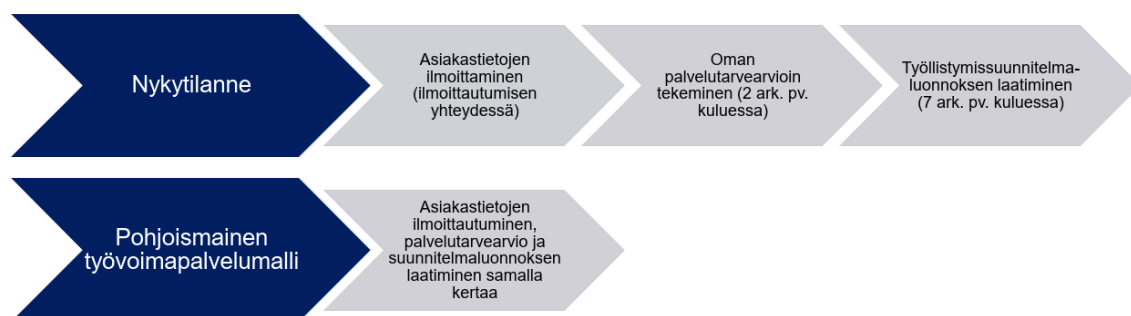 Nykytilanne
Asiakastietojen
ilmoittaminen
(ilmoittautumisen
yhteydessä)
Oman
palvelutarvearvioin
tekeminen (2 ark. pv.
kuluessa)
Työllistymissuunnitelma-
luonnoksen laatiminen
(7 ark. pv. kuluessa)
Pohjoismainen
työvoimapalvelumalli
Asiakastietojen
ilmoittautuminen,
palvelutarvearvio ja
suunnitelmaluonnoksen
laatiminen samalla
kertaa